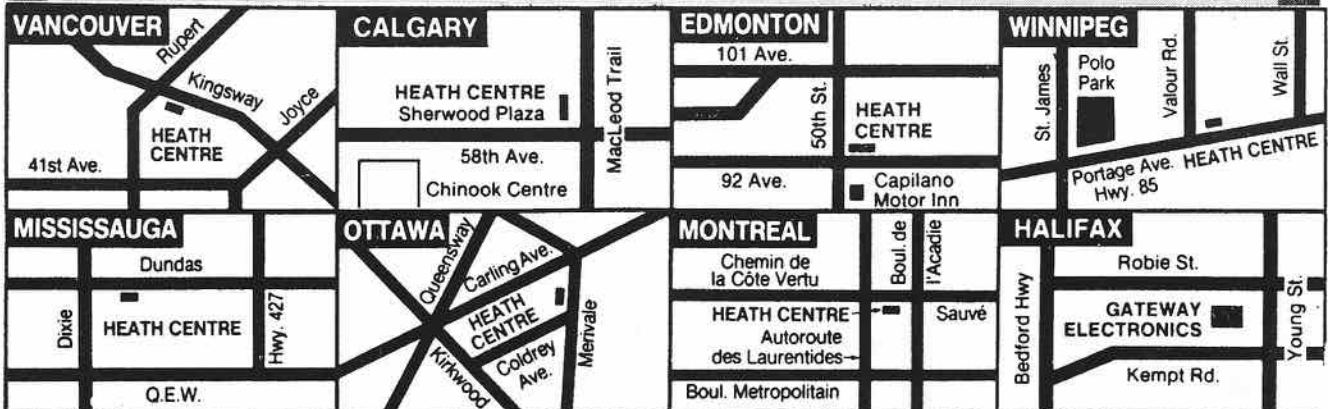 VANCOUVER
Rupert
Kingsway
Joyce
HEATH
CENTRE
41st Ave.
CALGARY
HEATH CENTRE
Sherwood Plaza
MacLeod Trail
58th Ave.
Chinook Centre
EDMONTON
101 Ave.
50th St.
HEATH
CENTRE
92 Ave.
Capilano
Motor Inn
WINNIPEG
St. James
Polo
Park
Valour Rd.
Wall St.
Portage Ave.
Hwy. 85
HEATH CENTRE
MISSISSAUGA
Dundas
Dixie
HEATH CENTRE
Hwy. 427
Q.E.W.
OTTAWA
Queensway
Carling Ave.
HEATH
CENTRE
Merivale
Coldrey
Ave.
Kirkwood
MONTREAL
Chemin de
la Côte Vertu
Boul. de
l'Acadie
HEATH CENTRE
Sauvé
Autoroute
des Laurentides
Boul. Metropolitain
HALIFAX
Robie St.
Bedford Hwy
GATEWAY
ELECTRONICS
Young St.
Kempt Rd.